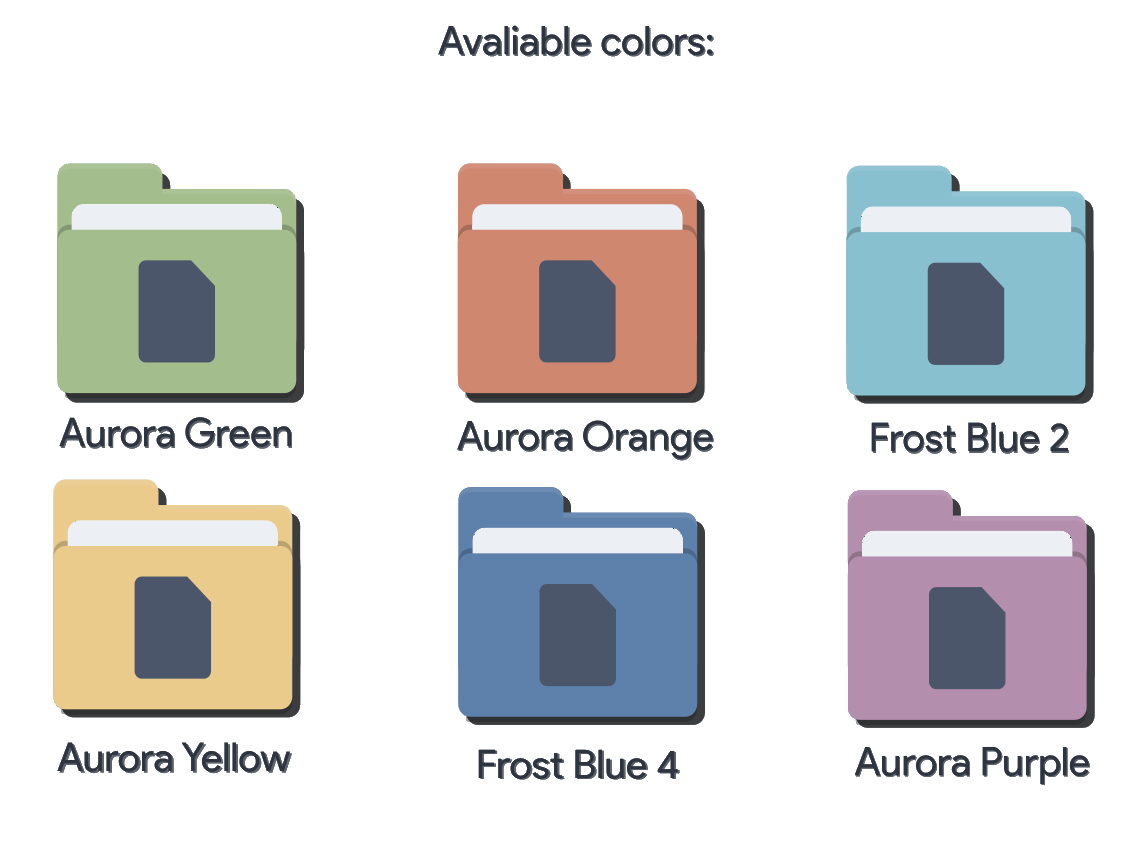 Avaliable colors:
Aurora Green
Aurora Orange
Frost Blue 2
Aurora Yellow
Frost Blue 4
Aurora Purple